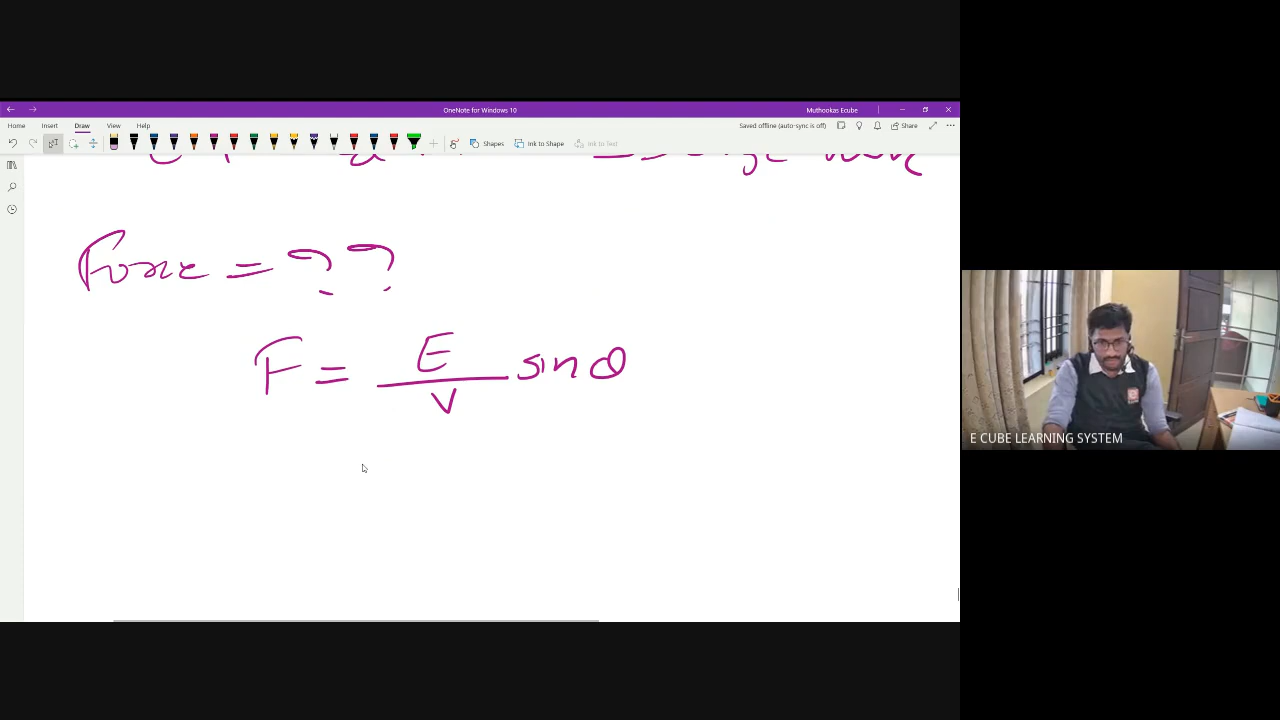 OneNote for Windows 10
Muthookas Ecube
Home Insert Draw View Help
Saved offline (auto-sync is off)
Share
Shapes
Ink to Shape
Ink to Text
Force = ??
F = E/V sin θ
E CUBE LEARNING SYSTEM